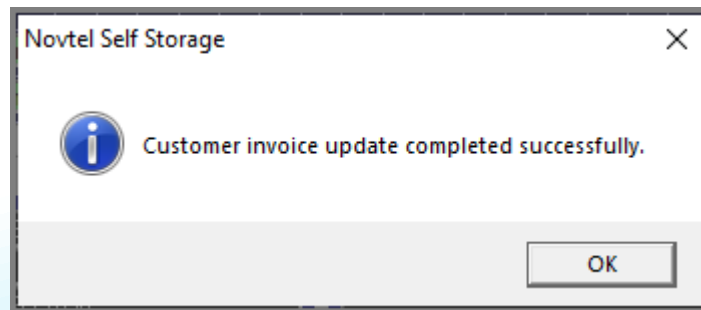 Novtel Self Storage
Customer invoice update completed successfully.
OK